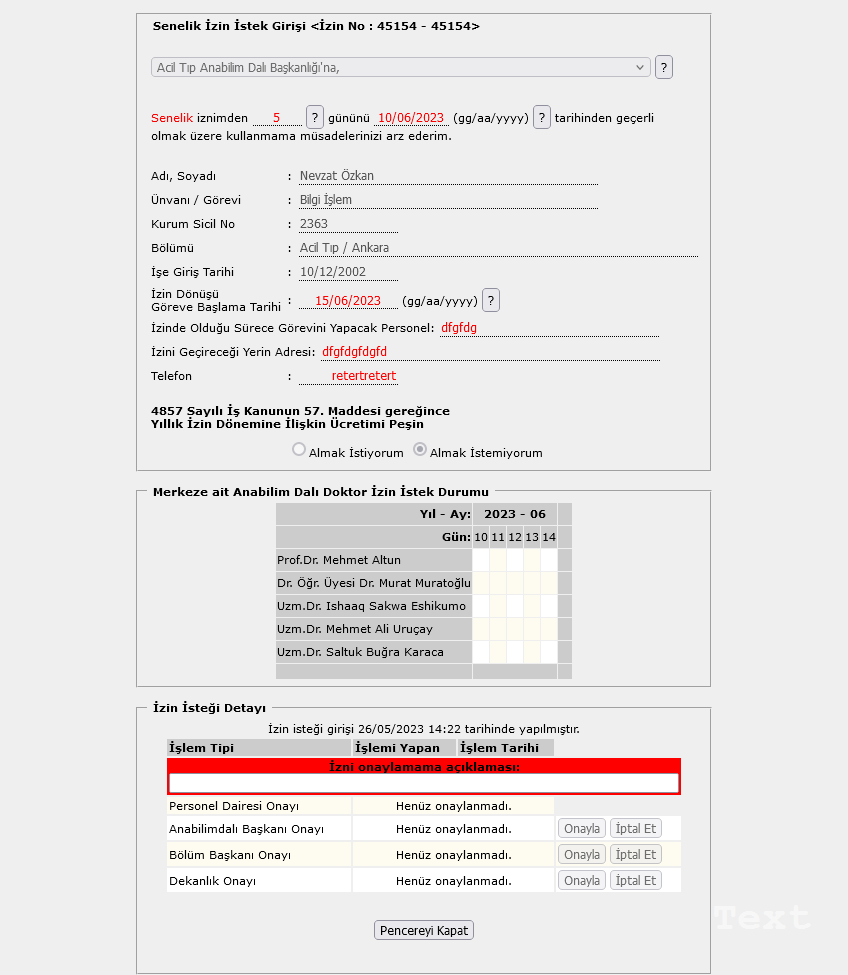 Senelik İzin İstek Girişi <İzin No : 45154 - 45154>
Acil Tıp Anabilim Dalı Başkanlığı'na, ?
Senelik iznimden 5 ? gününü 10/06/2023 (gg/aa/yyyy) ? tarihinden geçerli
olmak üzere kullanmama müsadelerinizi arz ederim.
Adı, Soyadı : Nevzat Özkan
Ünvanı / Görevi : Bilgi İşlem
Kurum Sicil No : 2363
Bölümü : Acil Tıp / Ankara
İşe Giriş Tarihi : 10/12/2002
İzin Dönüşü
Göreve Başlama Tarihi : 15/06/2023 (gg/aa/yyyy) ?
İzinde Olduğu Sürece Görevini Yapacak Personel: dfgfdg
İzini Geçireceği Yerin Adresi: dfgfdgfdgfd
Telefon : retertretert
4857 Sayılı İş Kanunun 57. Maddesi gereğince
Yıllık İzin Dönemine İlişkin Ücretimi Peşin
Almak İstiyorum Almak İstemiyorum
Merkeze ait Anabilim Dalı Doktor İzin İstek Durumu
Yıl - Ay: 2023 - 06
Gün: 10 11 12 13 14
Prof.Dr. Mehmet Altun
Dr. Öğr. Üyesi Dr. Murat Muratoğlu
Uzm.Dr. Ishaaq Sakwa Eshikumo
Uzm.Dr. Mehmet Ali Uruçay
Uzm.Dr. Saltuk Buğra Karaca
İzin İsteği Detayı
İzin isteği girişi 26/05/2023 14:22 tarihinde yapılmıştır.
İşlem Tipi İşlemi Yapan İşlem Tarihi
İzni onaylamama açıklaması:
Personel Dairesi Onayı Henüz onaylanmadı.
Anabilimdalı Başkanı Onayı Henüz onaylanmadı. Onayla İptal Et
Bölüm Başkanı Onayı Henüz onaylanmadı. Onayla İptal Et
Dekanlık Onayı Henüz onaylanmadı. Onayla İptal Et
Text
Pencereyi Kapat